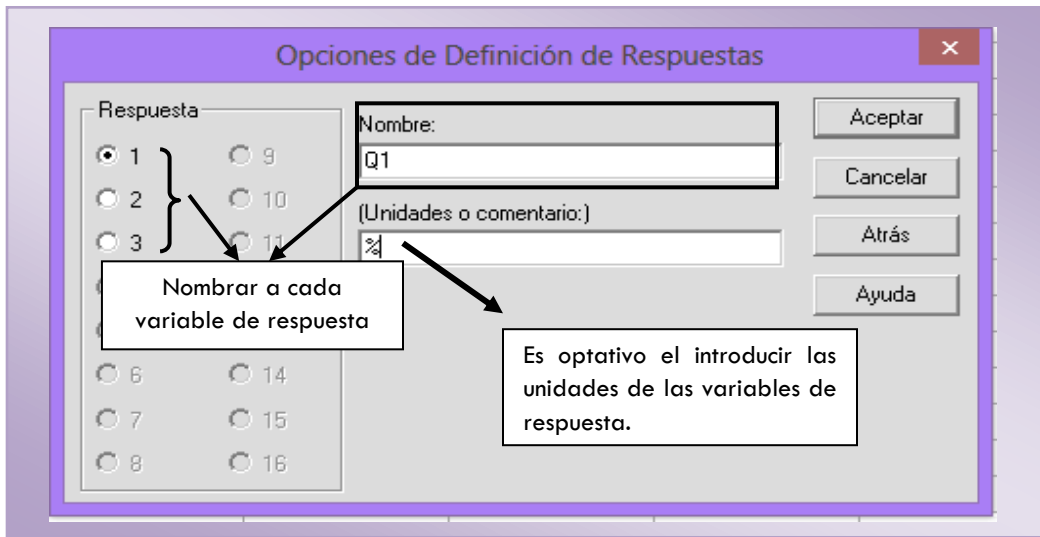 Opciones de Definición de Respuestas
Respuesta
1
9
2
10
3
11
6
14
7
15
8
16
Nombre:
Q1
(Unidades o comentario:)
%
Aceptar
Cancelar
Atrás
Ayuda
Nombrar a cada
variable de respuesta
Es optativo el introducir las
unidades de las variables de
respuesta.